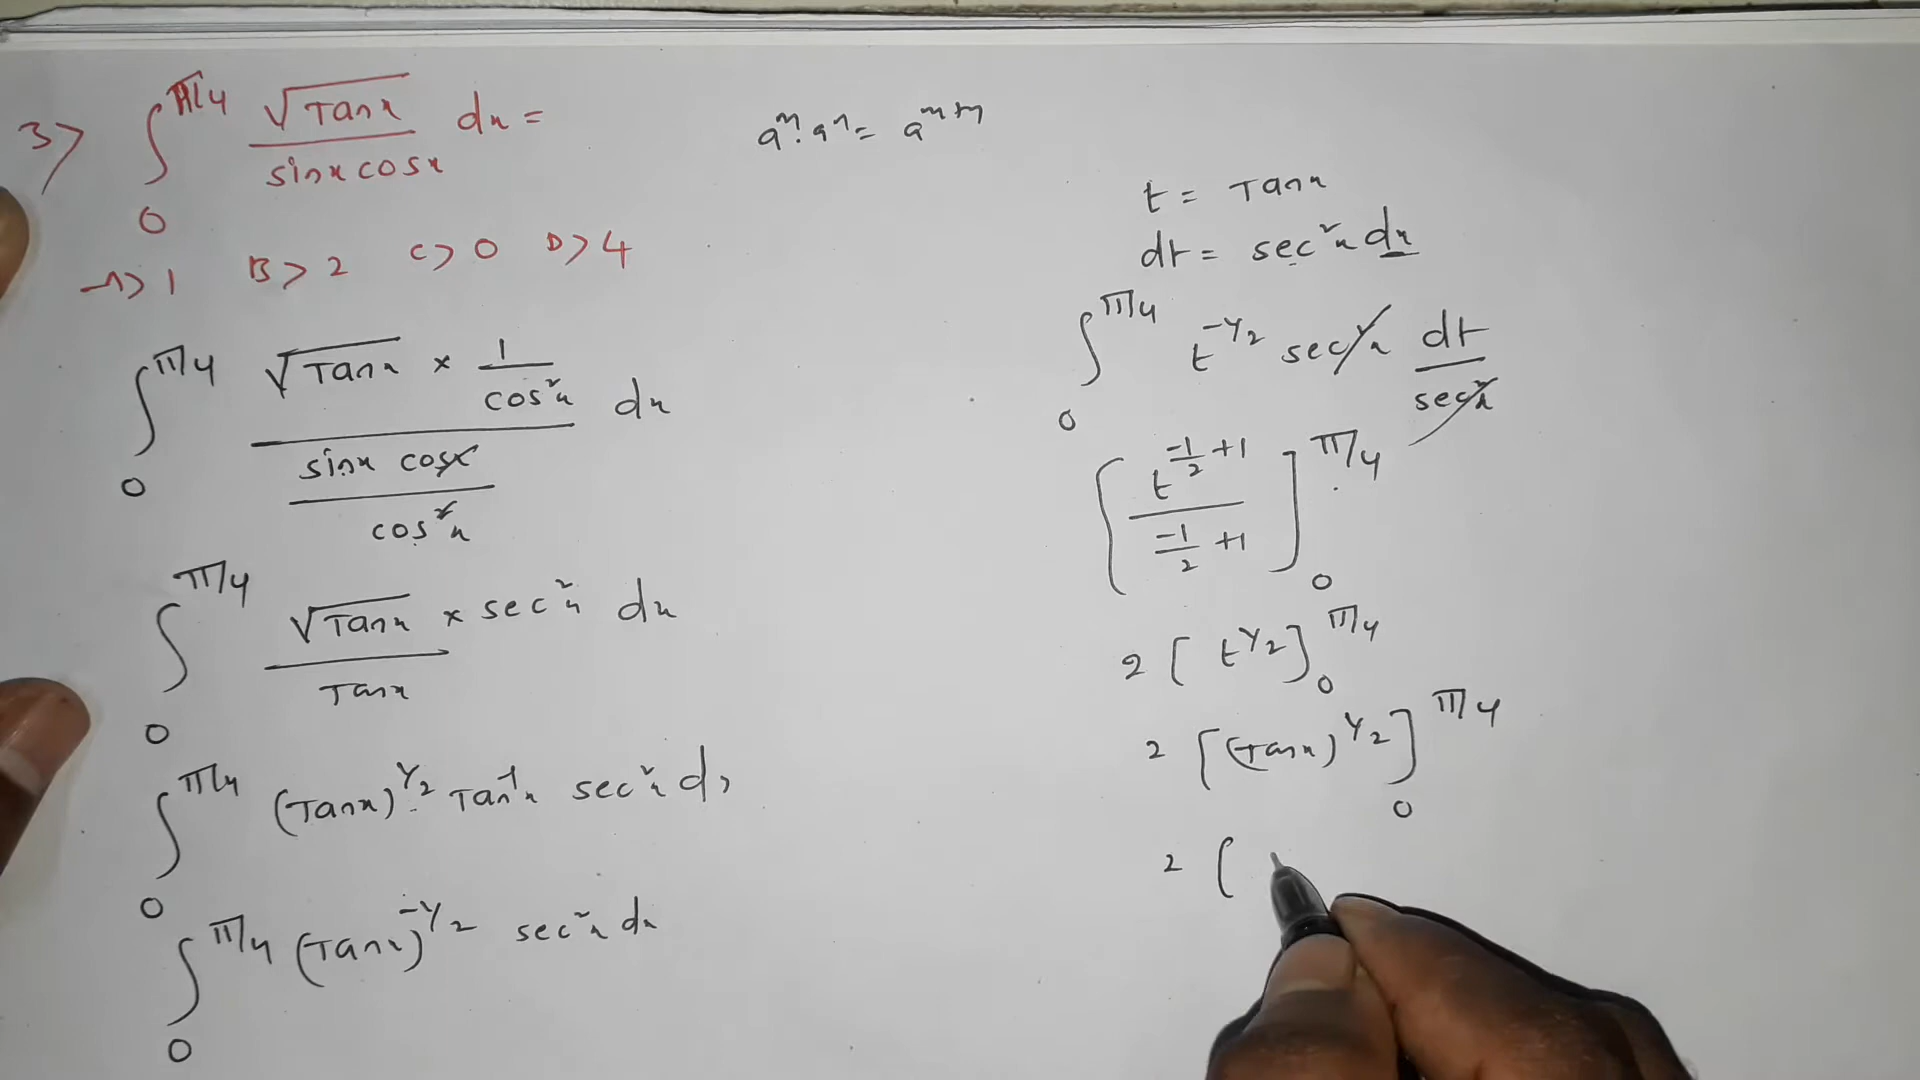 3> ∫₀^π/4 √Tanx / sinx cosx dx =
A> 1 B> 2 C> 0 D> 4
∫₀^π/4 (√Tanx × 1/cos²x) / (sinx cosx / cos²x) dx
∫₀^π/4 √Tanx / Tanx × sec²x dx
∫₀^π/4 (Tanx)^1/2 Tan⁻¹x sec²x d
∫₀^π/4 (Tanx)^-1/2 sec²x dx
a^m · a^n = a^m+n
t = Tanx
dt = sec²x dx
∫₀^π/4 t^-1/2 sec²x dt / sec²x
[ t^(-1/2 +1) / (-1/2 +1) ]₀^π/4
2 [ t^1/2 ]₀^π/4
2 [ (Tanx)^1/2 ]₀^π/4
2 (